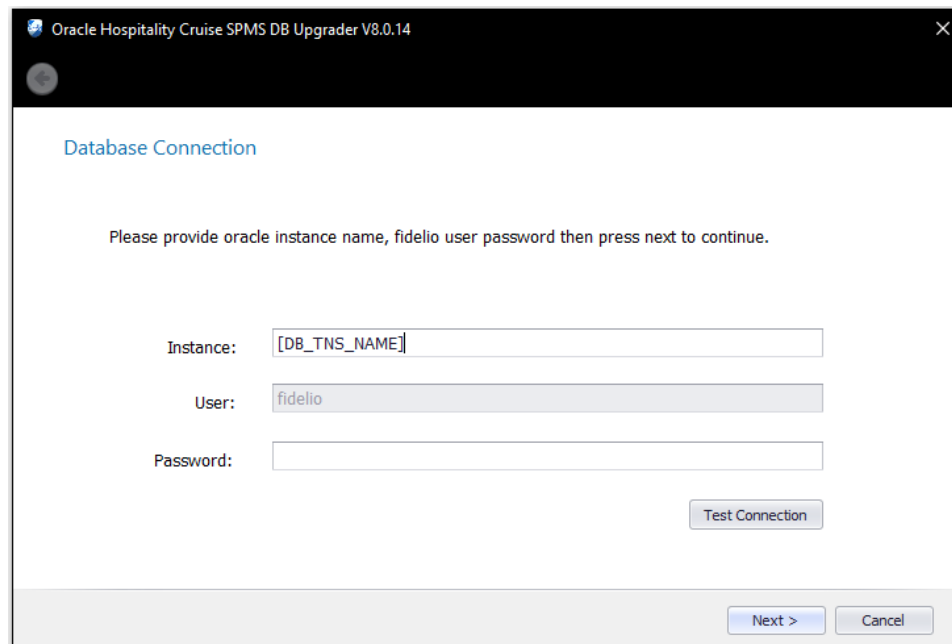 Oracle Hospitality Cruise SPMS DB Upgrader V8.0.14
Database Connection
Please provide oracle instance name, fidelio user password then press next to continue.
Instance: [DB_TNS_NAME]
User: fidelio
Password:
Test Connection
Next > Cancel